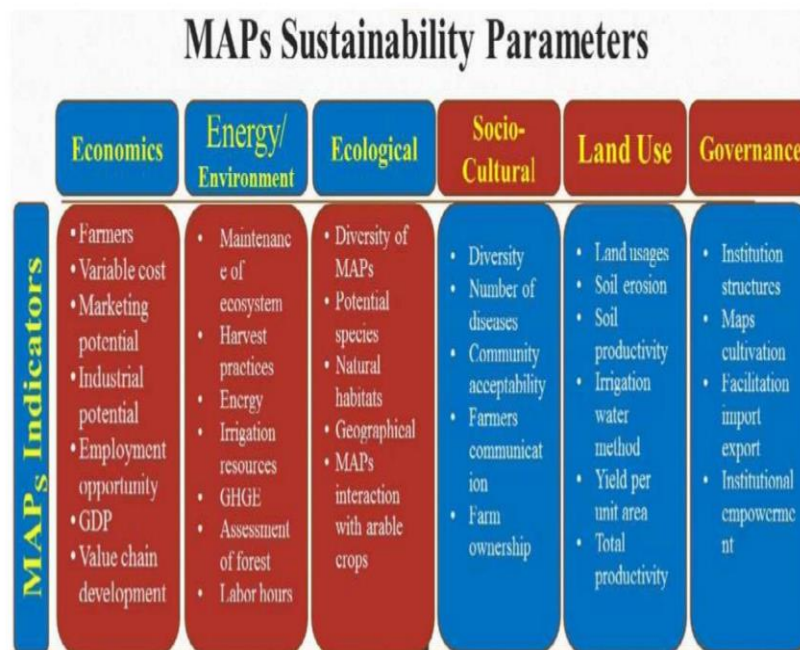 MAPs Sustainability Parameters
Economics
Energy/
Environment
Ecological
Socio-
Cultural
Land Use
Governance
MAPs Indicators
• Farmers
• Variable cost
• Marketing
potential
• Industrial
potential
• Employment
opportunity
• GDP
• Value chain
development
• Maintenanc
e of
ecosystem
• Harvest
practices
• Energy
• Irrigation
resources
• GHGE
• Assessment
of forest
• Labor hours
• Diversity of
MAPs
• Potential
species
• Natural
habitats
• Geographical
• MAPs
interaction
with arable
crops
• Diversity
• Number of
diseases
• Community
acceptability
• Farmers
communicat
ion
• Farm
ownership
• Land usages
• Soil erosion
• Soil
productivity
• Irrigation
water
method
• Yield per
unit area
• Total
productivity
• Institution
structures
• Maps
cultivation
• Facilitation
import
export
• Institutional
empowerme
nt